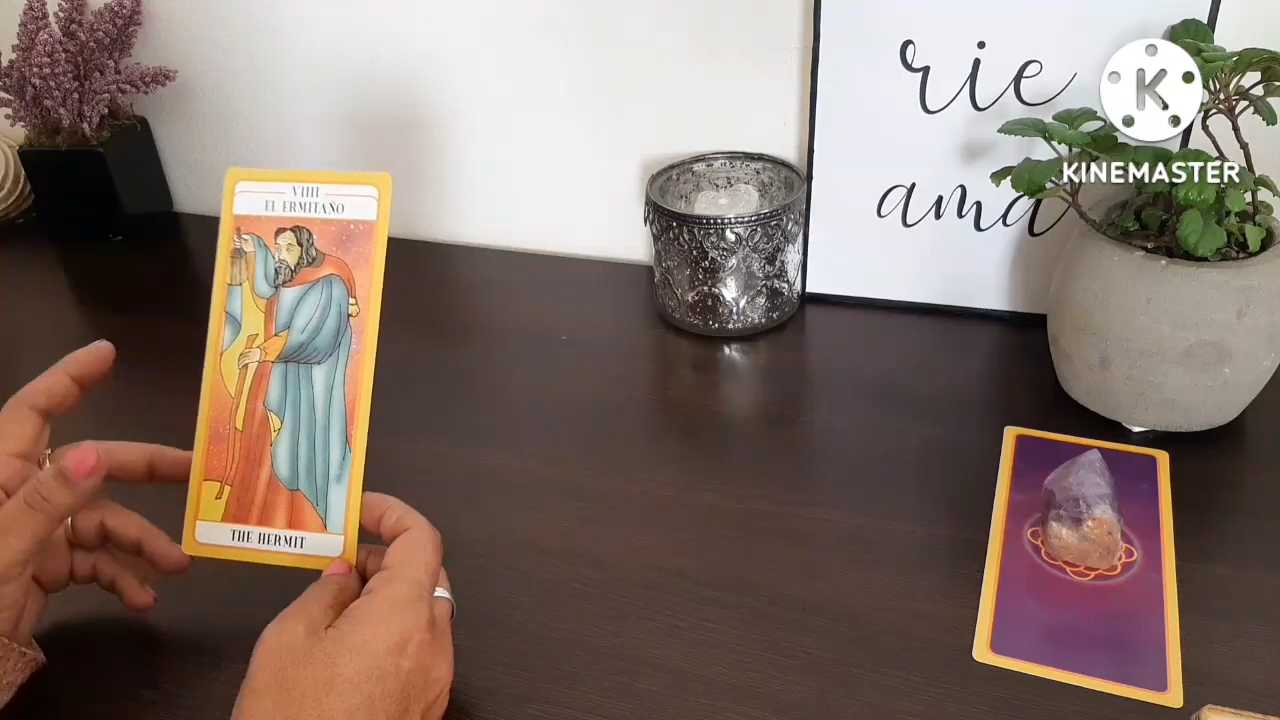 VIIII
EL ERMITAÑO
THE HERMIT
rie
ama
K
KINEMASTER